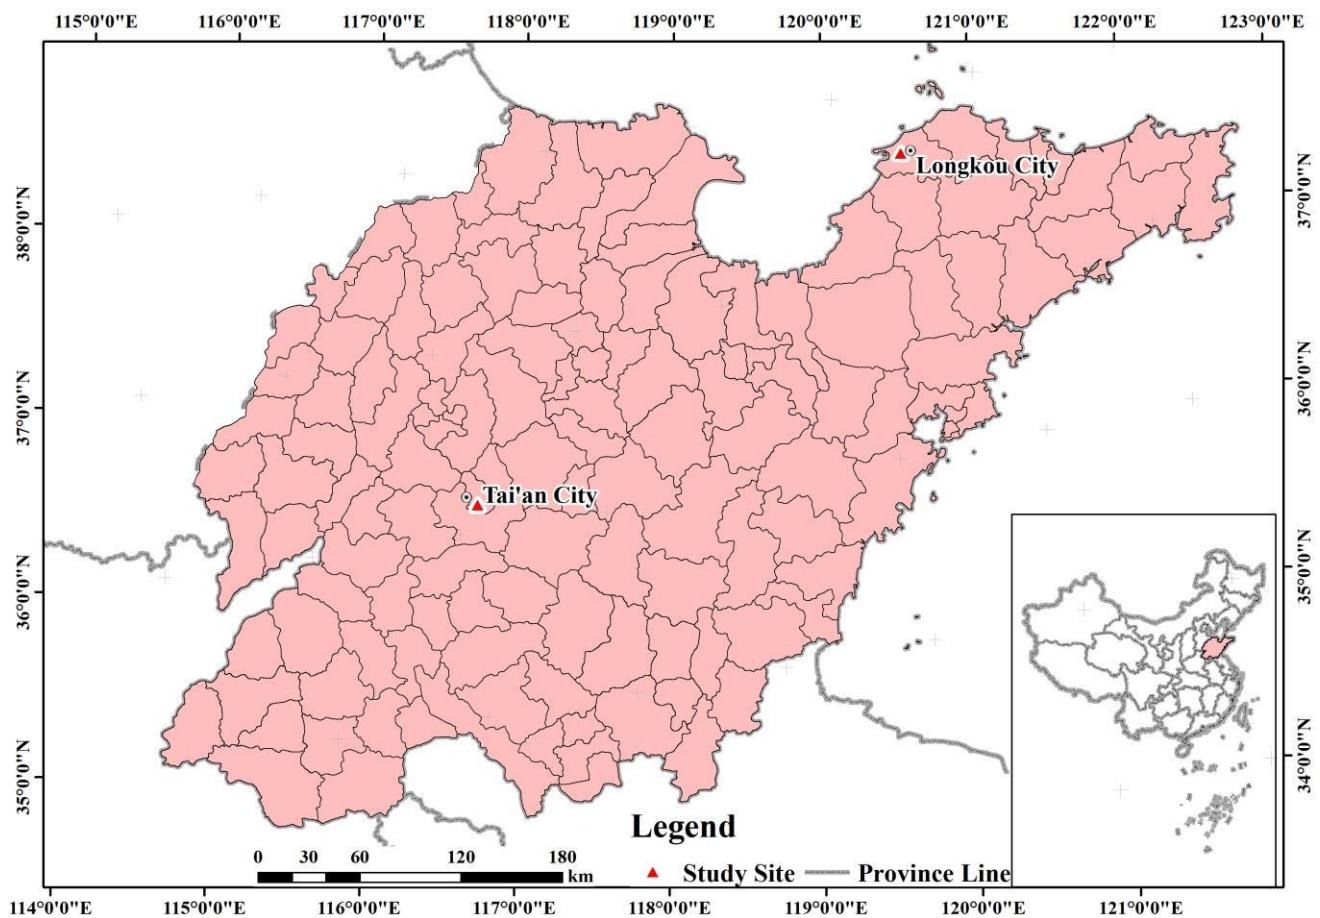 115°0'0"E 116°0'0"E 117°0'0"E 118°0'0"E 119°0'0"E 120°0'0"E 121°0'0"E 122°0'0"E 123°0'0"E
38°0'0"N
37°0'0"N
36°0'0"N
35°0'0"N
Longkou City
Tai'an City
37°0'0"N
36°0'0"N
35°0'0"N
34°0'0"N
Legend
0 30 60 120 180
km
Study Site Province Line
114°0'0"E 115°0'0"E 116°0'0"E 117°0'0"E 118°0'0"E 119°0'0"E 120°0'0"E 121°0'0"E